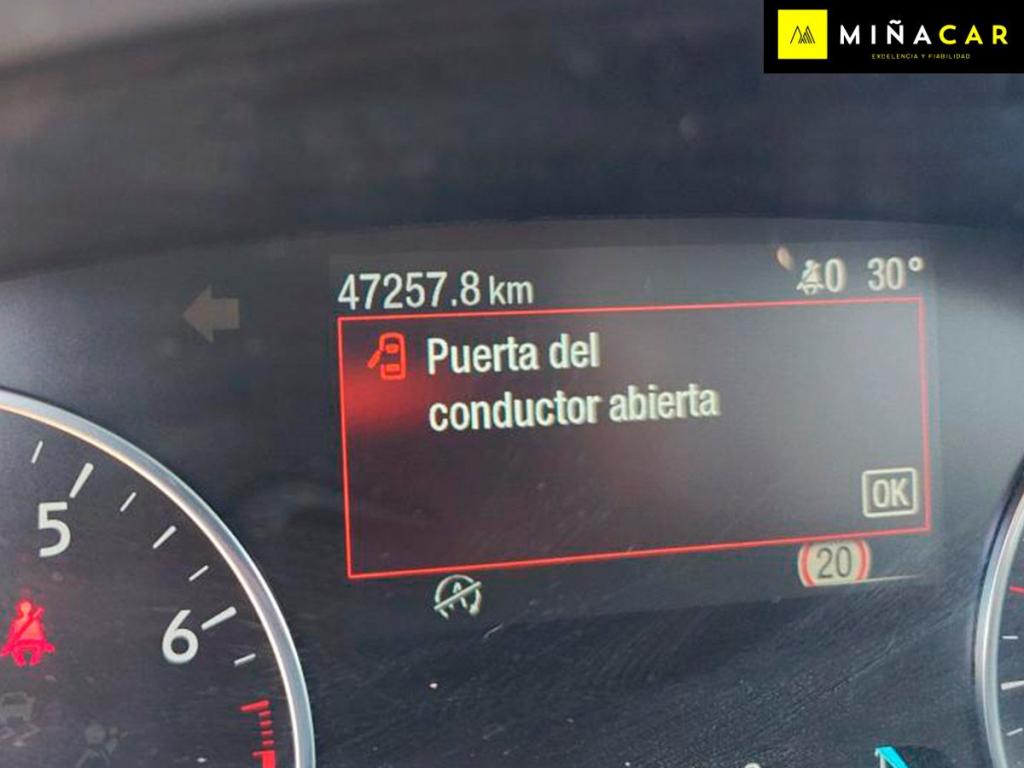 MIÑACAR
EXCELENCIA Y FIABILIDAD
47257.8 km
0 30°
Puerta del
conductor abierta
OK
20
5
6